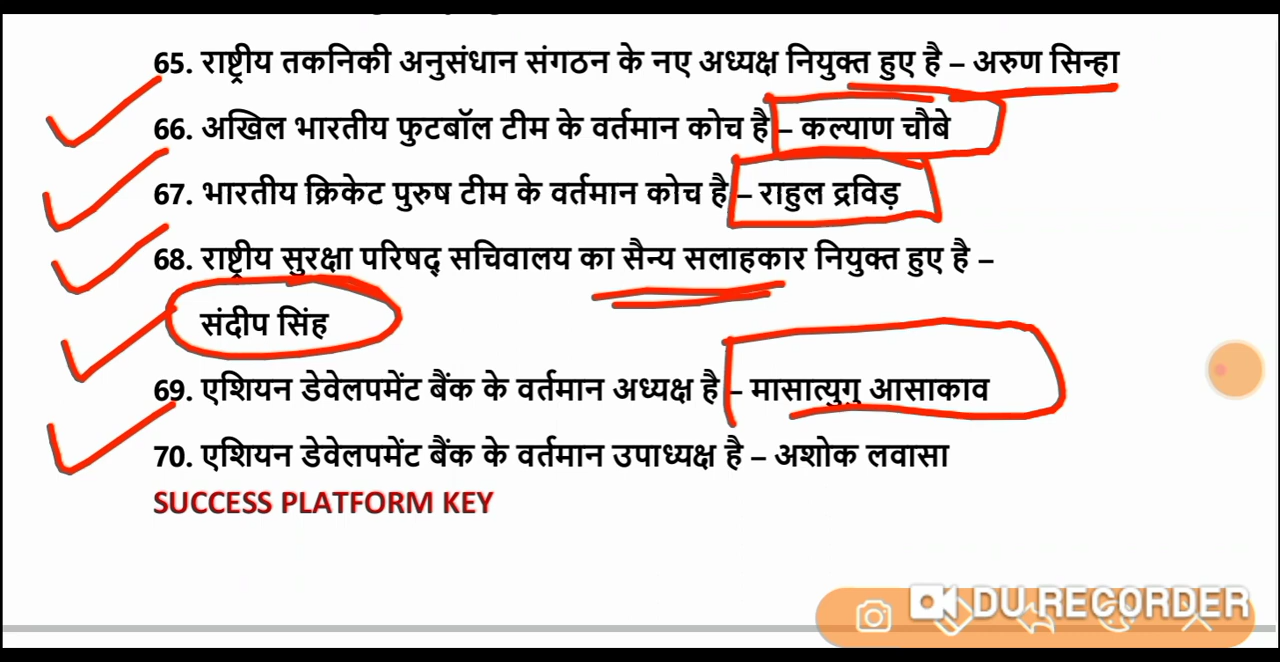 65. राष्ट्रीय तकनिकी अनुसंधान संगठन के नए अध्यक्ष नियुक्त हुए है – अरुण सिन्हा
66. अखिल भारतीय फुटबॉल टीम के वर्तमान कोच है – कल्याण चौबे
67. भारतीय क्रिकेट पुरुष टीम के वर्तमान कोच है – राहुल द्रविड़
68. राष्ट्रीय सुरक्षा परिषद् सचिवालय का सैन्य सलाहकार नियुक्त हुए है –
संदीप सिंह
69. एशियन डेवेलपमेंट बैंक के वर्तमान अध्यक्ष है – मासात्युगु आसाकाव
70. एशियन डेवेलपमेंट बैंक के वर्तमान उपाध्यक्ष है – अशोक लवासा
SUCCESS PLATFORM KEY
DU RECORDER